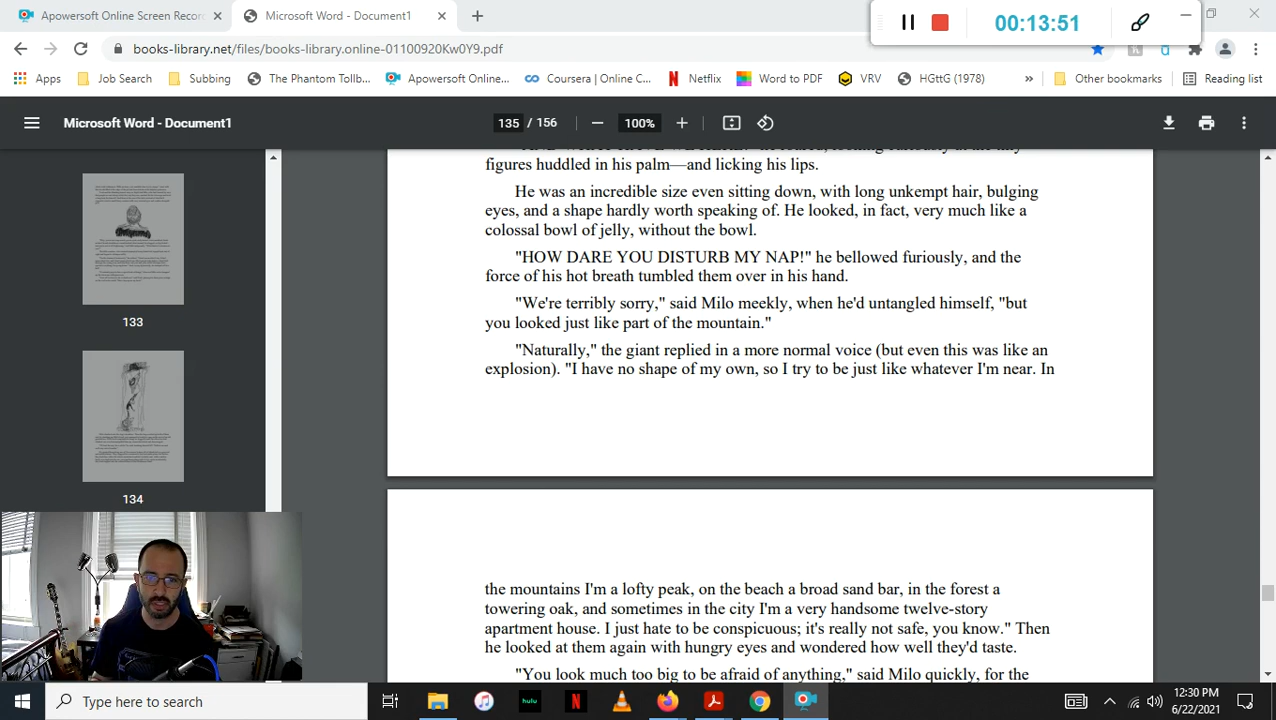 Apowersoft Online Screen Recor
Microsoft Word - Document1
00:13:51
books-library.net/files/books-library.online-01100920Kw0Y9.pdf
Apps
Job Search
Subbing
The Phantom Tollb...
Apowersoft Online...
Coursera | Online C...
Netflix
Word to PDF
VRV
HGttG (1978)
»
Other bookmarks
Reading list
Microsoft Word - Document1
135 / 156
100%
figures huddled in his palm—and licking his lips.
He was an incredible size even sitting down, with long unkempt hair, bulging
eyes, and a shape hardly worth speaking of. He looked, in fact, very much like a
colossal bowl of jelly, without the bowl.
"HOW DARE YOU DISTURB MY NAP!" he bellowed furiously, and the
force of his hot breath tumbled them over in his hand.
"We're terribly sorry," said Milo meekly, when he'd untangled himself, "but
you looked just like part of the mountain."
"Naturally," the giant replied in a more normal voice (but even this was like an
explosion). "I have no shape of my own, so I try to be just like whatever I'm near. In
the mountains I'm a lofty peak, on the beach a broad sand bar, in the forest a
towering oak, and sometimes in the city I'm a very handsome twelve-story
apartment house. I just hate to be conspicuous; it's really not safe, you know." Then
he looked at them again with hungry eyes and wondered how well they'd taste.
"You look much too big to be afraid of anything," said Milo quickly, for the
133
134
Type here to search
hulu
12:30 PM
6/22/2021